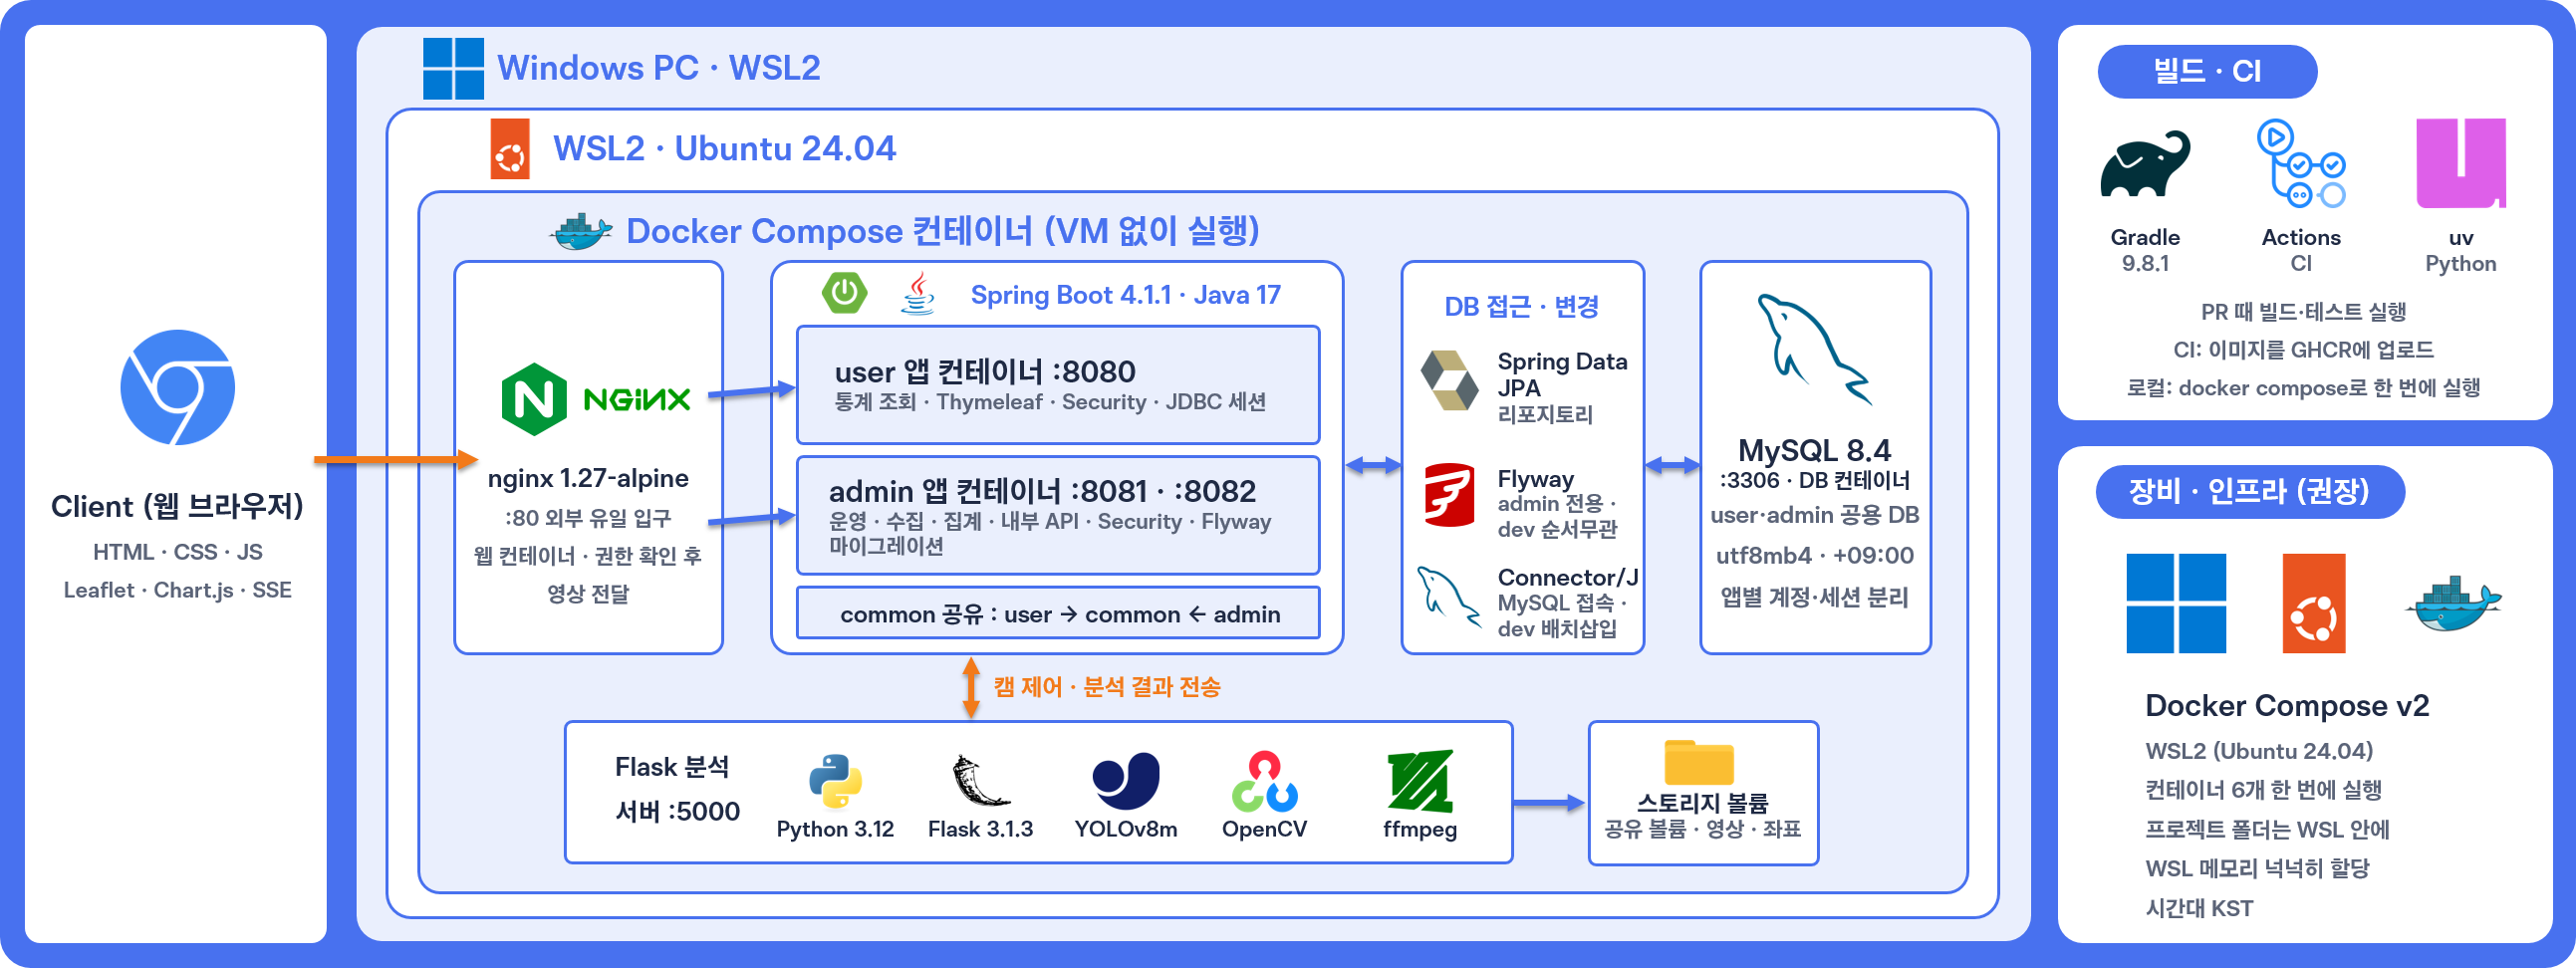 Client (웹 브라우저)
HTML · CSS · JS
Leaflet · Chart.js · SSE
Windows PC · WSL2
WSL2 · Ubuntu 24.04
Docker Compose 컨테이너 (VM 없이 실행)
NGINX
nginx 1.27-alpine
:80 외부 유일 입구
웹 컨테이너 · 권한 확인 후
영상 전달
Spring Boot 4.1.1 · Java 17
user 앱 컨테이너 :8080
통계 조회 · Thymeleaf · Security · JDBC 세션
admin 앱 컨테이너 :8081 · :8082
운영 · 수집 · 집계 · 내부 API · Security · Flyway
마이그레이션
common 공유 : user → common ← admin
DB 접근 · 변경
Spring Data
JPA
리포지토리
Flyway
admin 전용 ·
dev 순서무관
Connector/J
MySQL 접속 ·
dev 배치삽입
MySQL 8.4
:3306 · DB 컨테이너
user·admin 공용 DB
utf8mb4 · +09:00
앱별 계정·세션 분리
캠 제어 · 분석 결과 전송
Flask 분석
서버 :5000
Python 3.12
Flask 3.1.3
YOLOv8m
OpenCV
ffmpeg
스토리지 볼륨
공유 볼륨 · 영상 · 좌표
빌드 · CI
Gradle
9.8.1
Actions
CI
uv
Python
PR 때 빌드·테스트 실행
CI: 이미지를 GHCR에 업로드
로컬: docker compose로 한 번에 실행
장비 · 인프라 (권장)
Docker Compose v2
WSL2 (Ubuntu 24.04)
컨테이너 6개 한 번에 실행
프로젝트 폴더는 WSL 안에
WSL 메모리 넉넉히 할당
시간대 KST